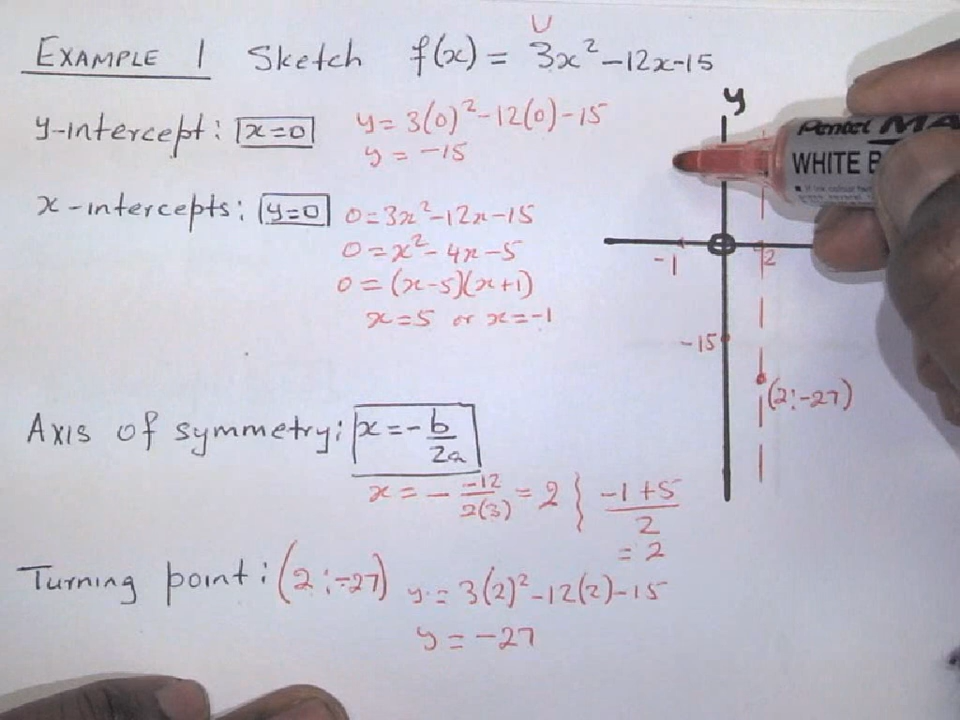 ∪
EXAMPLE 1 Sketch f(x) = 3x² - 12x - 15
y-intercept: x=0 y = 3(0)² - 12(0) - 15
y = -15
x-intercepts: y=0 0 = 3x² - 12x - 15
0 = x² - 4x - 5
0 = (x-5)(x+1)
x = 5 or x = -1
Axis of symmetry: x = -b/2a
x = - -12/2(3) = 2 } -1+5/2
= 2
Turning point: (2;-27) y = 3(2)² - 12(2) - 15
y = -27
y
-1 2
-15
(2;-27)
Pentel MA
WHITE B